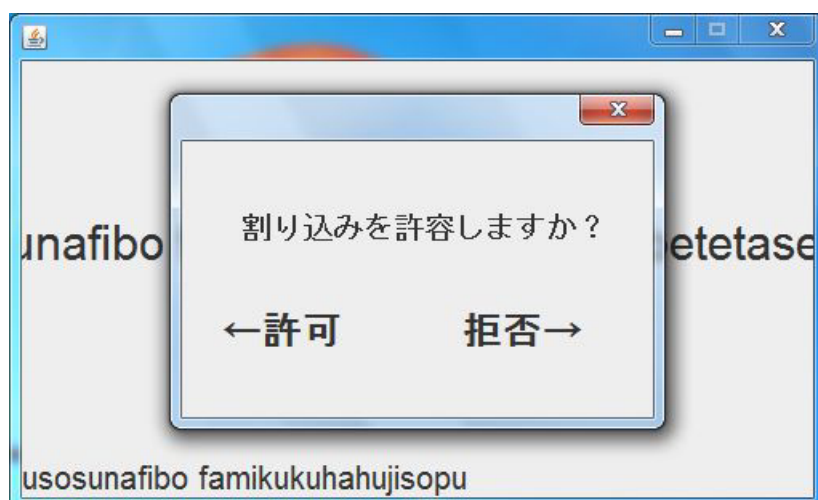 割り込みを許容しますか？
unafibo
etetase
←許可 拒否→
usosunafibo famikukuhahujisopu